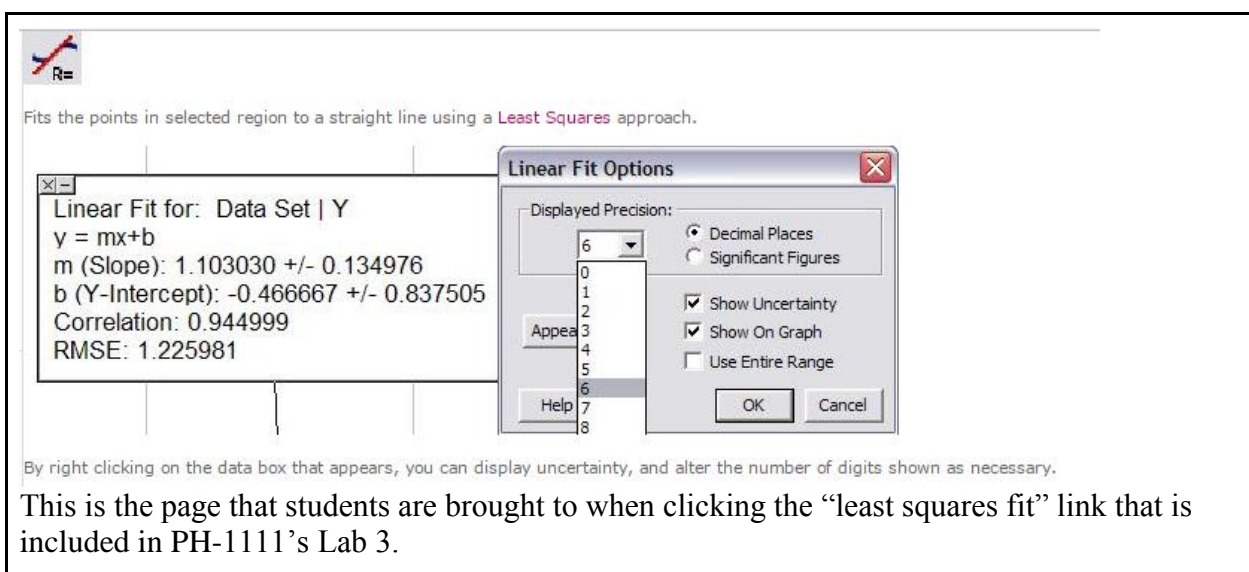 R=
Fits the points in selected region to a straight line using a Least Squares approach.
Linear Fit for: Data Set | Y
y = mx+b
m (Slope): 1.103030 +/- 0.134976
b (Y-Intercept): -0.466667 +/- 0.837505
Correlation: 0.944999
RMSE: 1.225981
Linear Fit Options
Displayed Precision:
6
Decimal Places
Significant Figures
0
1
2
3
4
5
6
7
8
Show Uncertainty
Show On Graph
Use Entire Range
Appea
Help
OK
Cancel
By right clicking on the data box that appears, you can display uncertainty, and alter the number of digits shown as necessary.
This is the page that students are brought to when clicking the “least squares fit” link that is
included in PH-1111’s Lab 3.